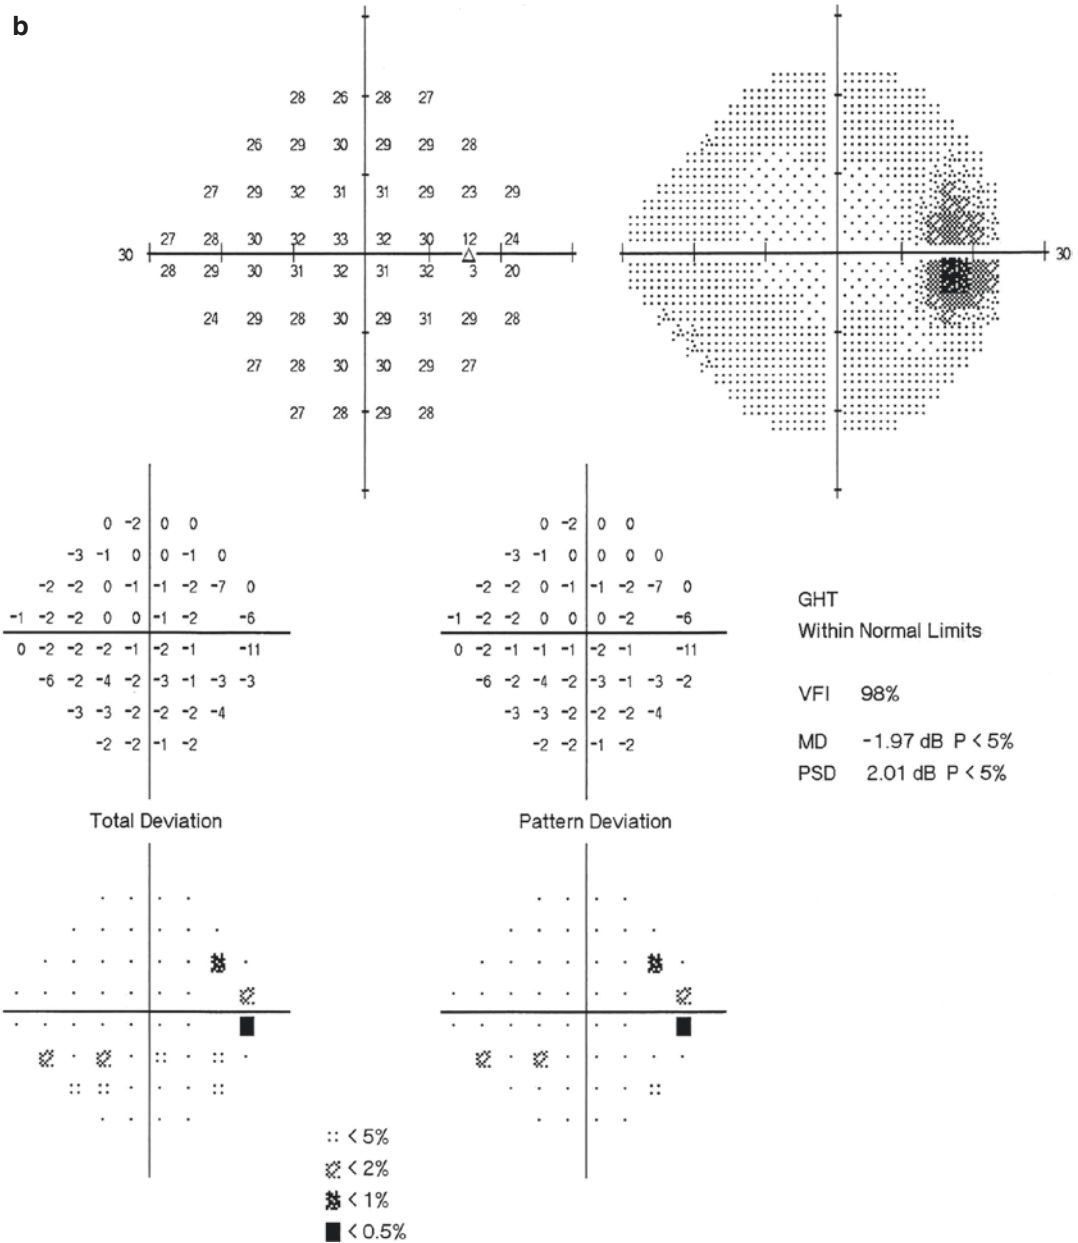 b
28 26 28 27
26 29 30 29 29 28
27 29 32 31 31 29 23 29
27 28 30 32 33 32 30 12 24
30 30
28 29 30 31 32 31 32 3 20
24 29 28 30 29 31 29 28
27 28 30 30 29 27
27 28 29 28
0 -2 0 0
-3 -1 0 0 -1 0
-2 -2 0 -1 -1 -2 -7 0
-1 -2 -2 0 0 -1 -2 -6
0 -2 -2 -2 -1 -2 -1 -11
-6 -2 -4 -2 -3 -1 -3 -3
-3 -3 -2 -2 -2 -4
-2 -2 -1 -2
Total Deviation
0 -2 0 0
-3 -1 0 0 0 0
-2 -2 0 -1 -1 -2 -7 0
-1 -2 -2 0 0 0 -2 -6
0 -2 -1 -1 -1 -2 -1 -11
-6 -2 -4 -2 -3 -1 -3 -2
-3 -3 -2 -2 -2 -4
-2 -2 -1 -2
Pattern Deviation
GHT
Within Normal Limits
VFI 98%
MD -1.97 dB P < 5%
PSD 2.01 dB P < 5%
< 5%
< 2%
< 1%
< 0.5%